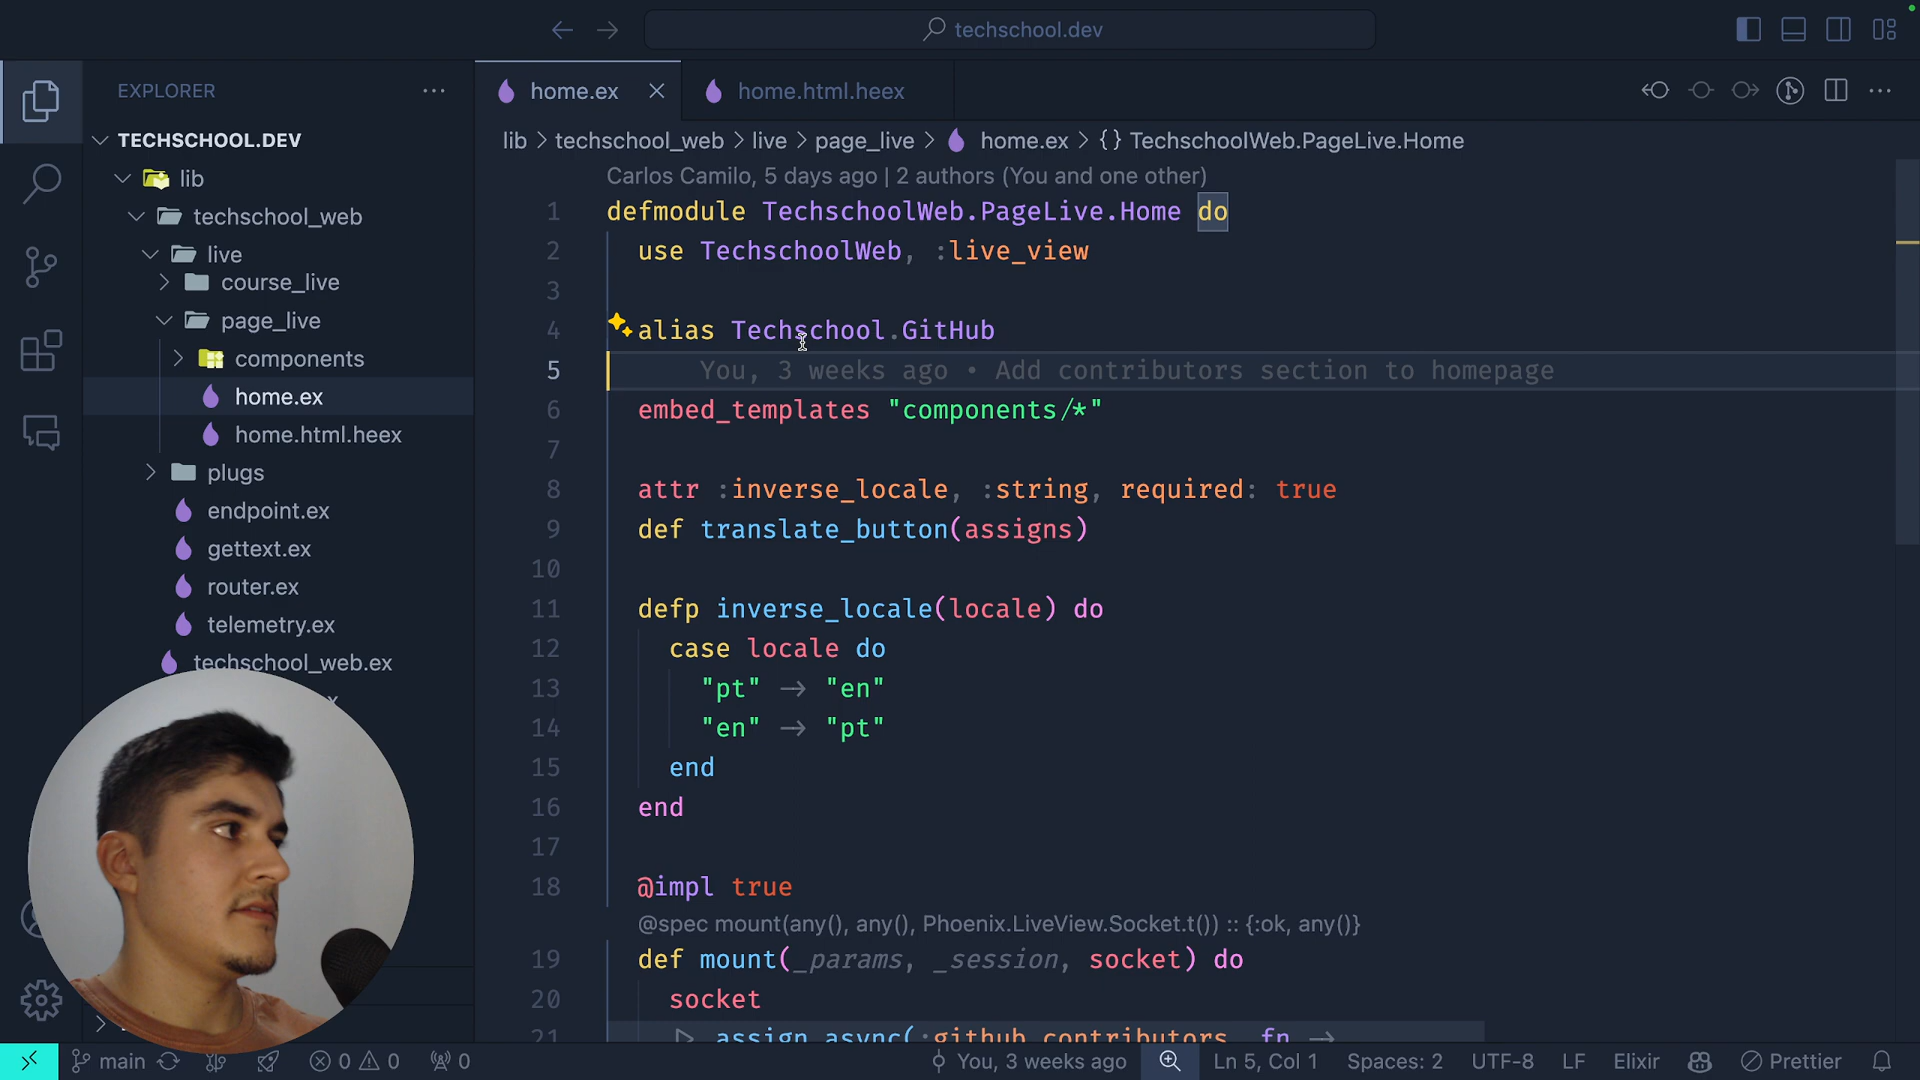 techschool.dev
EXPLORER
TECHSCHOOL.DEV
lib
techschool_web
live
course_live
page_live
components
home.ex
home.html.heex
plugs
endpoint.ex
gettext.ex
router.ex
telemetry.ex
techschool_web.ex
home.ex
home.html.heex
lib > techschool_web > live > page_live > home.ex > {} TechschoolWeb.PageLive.Home
Carlos Camilo, 5 days ago | 2 authors (You and one other)
1 defmodule TechschoolWeb.PageLive.Home do
2 use TechschoolWeb, :live_view
3
4 alias Techschool.GitHub
5 You, 3 weeks ago • Add contributors section to homepage
6 embed_templates "components/*"
7
8 attr :inverse_locale, :string, required: true
9 def translate_button(assigns)
10
11 defp inverse_locale(locale) do
12 case locale do
13 "pt" -> "en"
14 "en" -> "pt"
15 end
16 end
17
18 @impl true
@spec mount(any(), any(), Phoenix.LiveView.Socket.t()) :: {:ok, any()}
19 def mount(_params, _session, socket) do
20 socket
21 |> assign_async(:github_contributors, fn ->
main 0 0 0 You, 3 weeks ago Ln 5, Col 1 Spaces: 2 UTF-8 LF Elixir Prettier